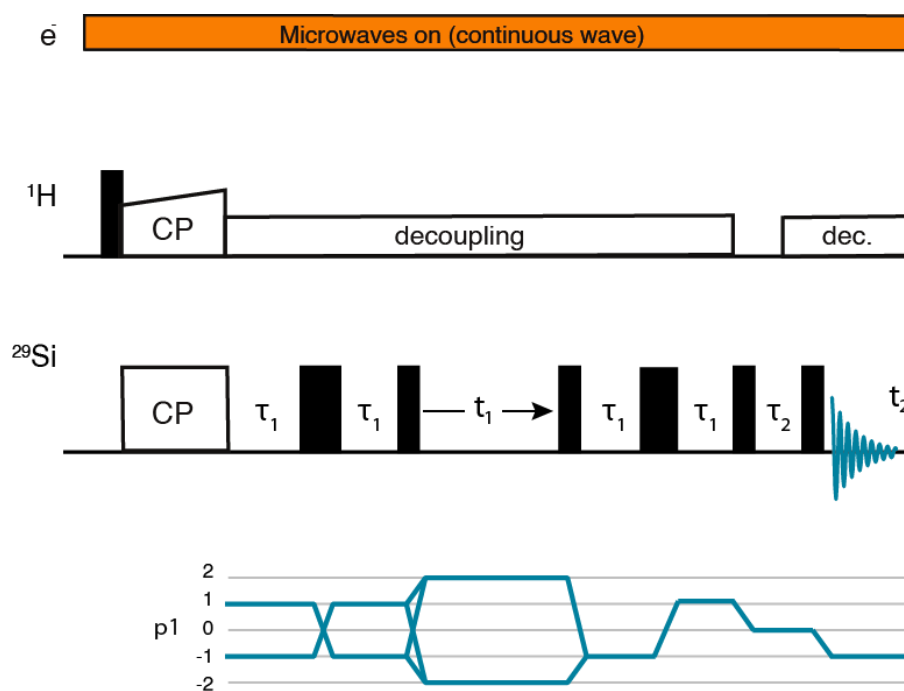 e⁻ Microwaves on (continuous wave)
¹H CP decoupling dec.
²⁹Si CP τ₁ τ₁ t₁ τ₁ τ₁ τ₂ t₂
2
1
p1 0
-1
-2